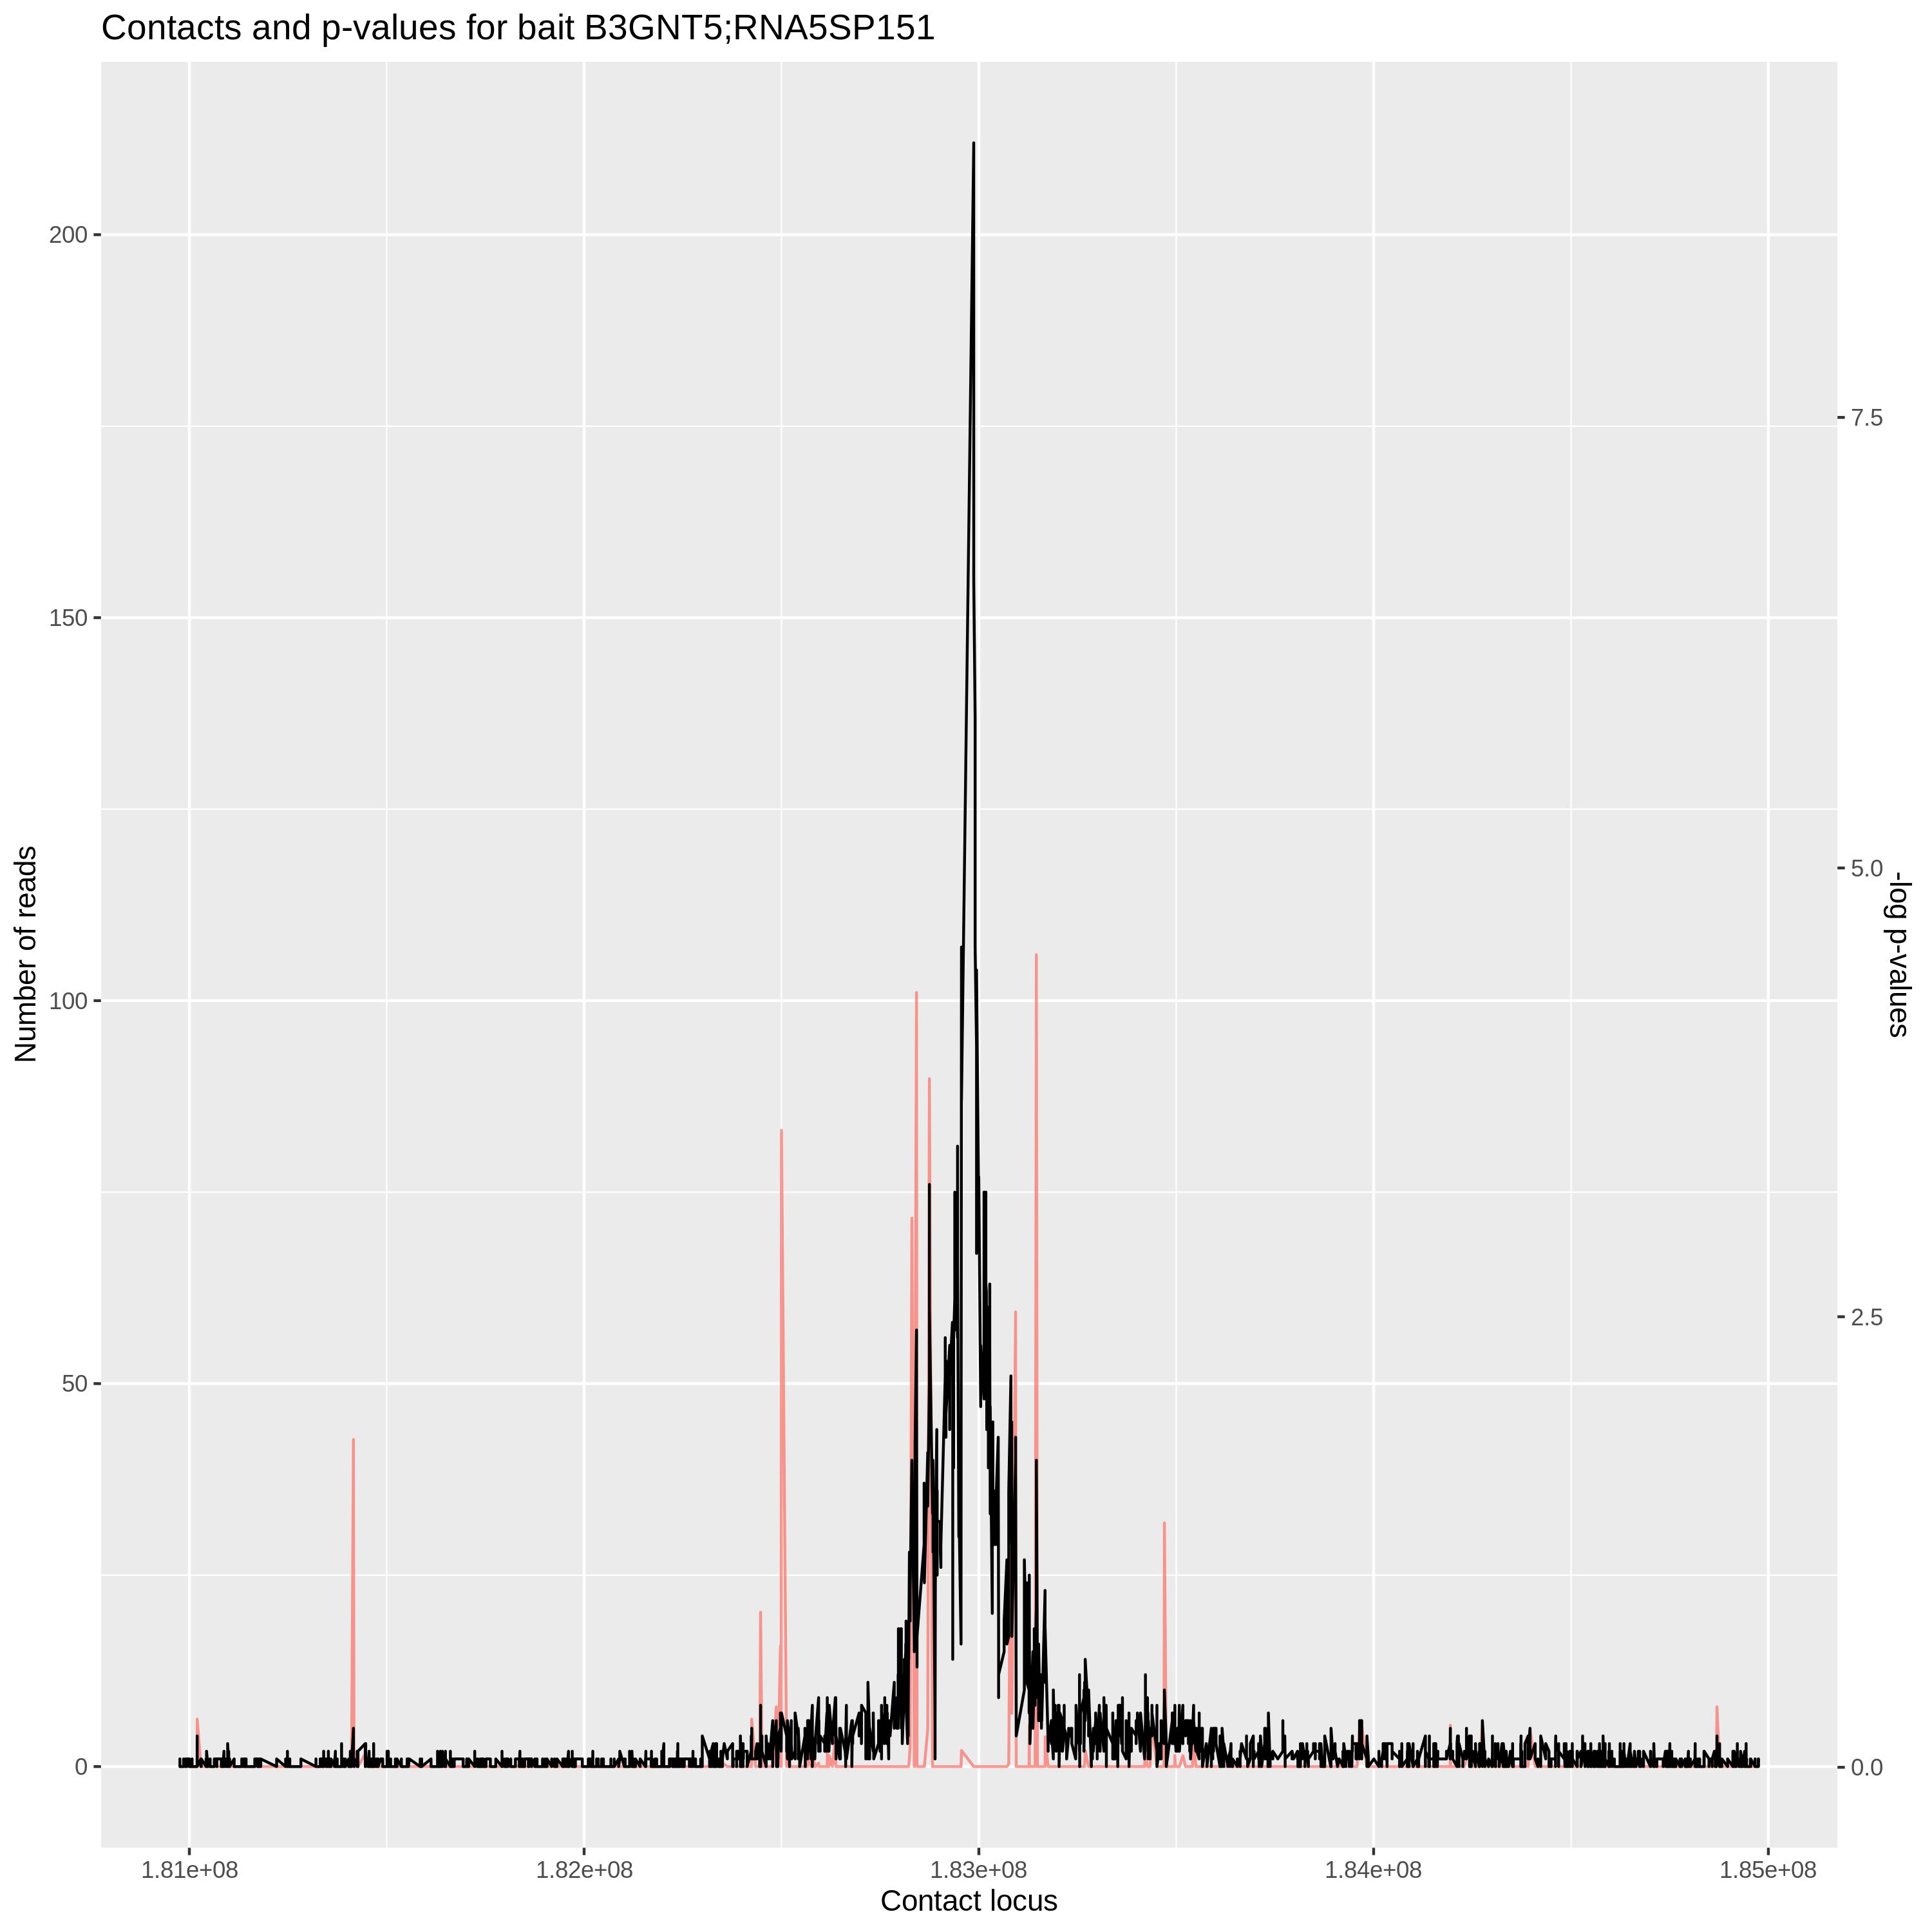 Contacts and p-values for bait B3GNT5;RNA5SP151
200
150
100
50
0
Number of reads
7.5
5.0
2.5
0.0
-log p-values
1.81e+08
1.82e+08
1.83e+08
1.84e+08
1.85e+08
Contact locus